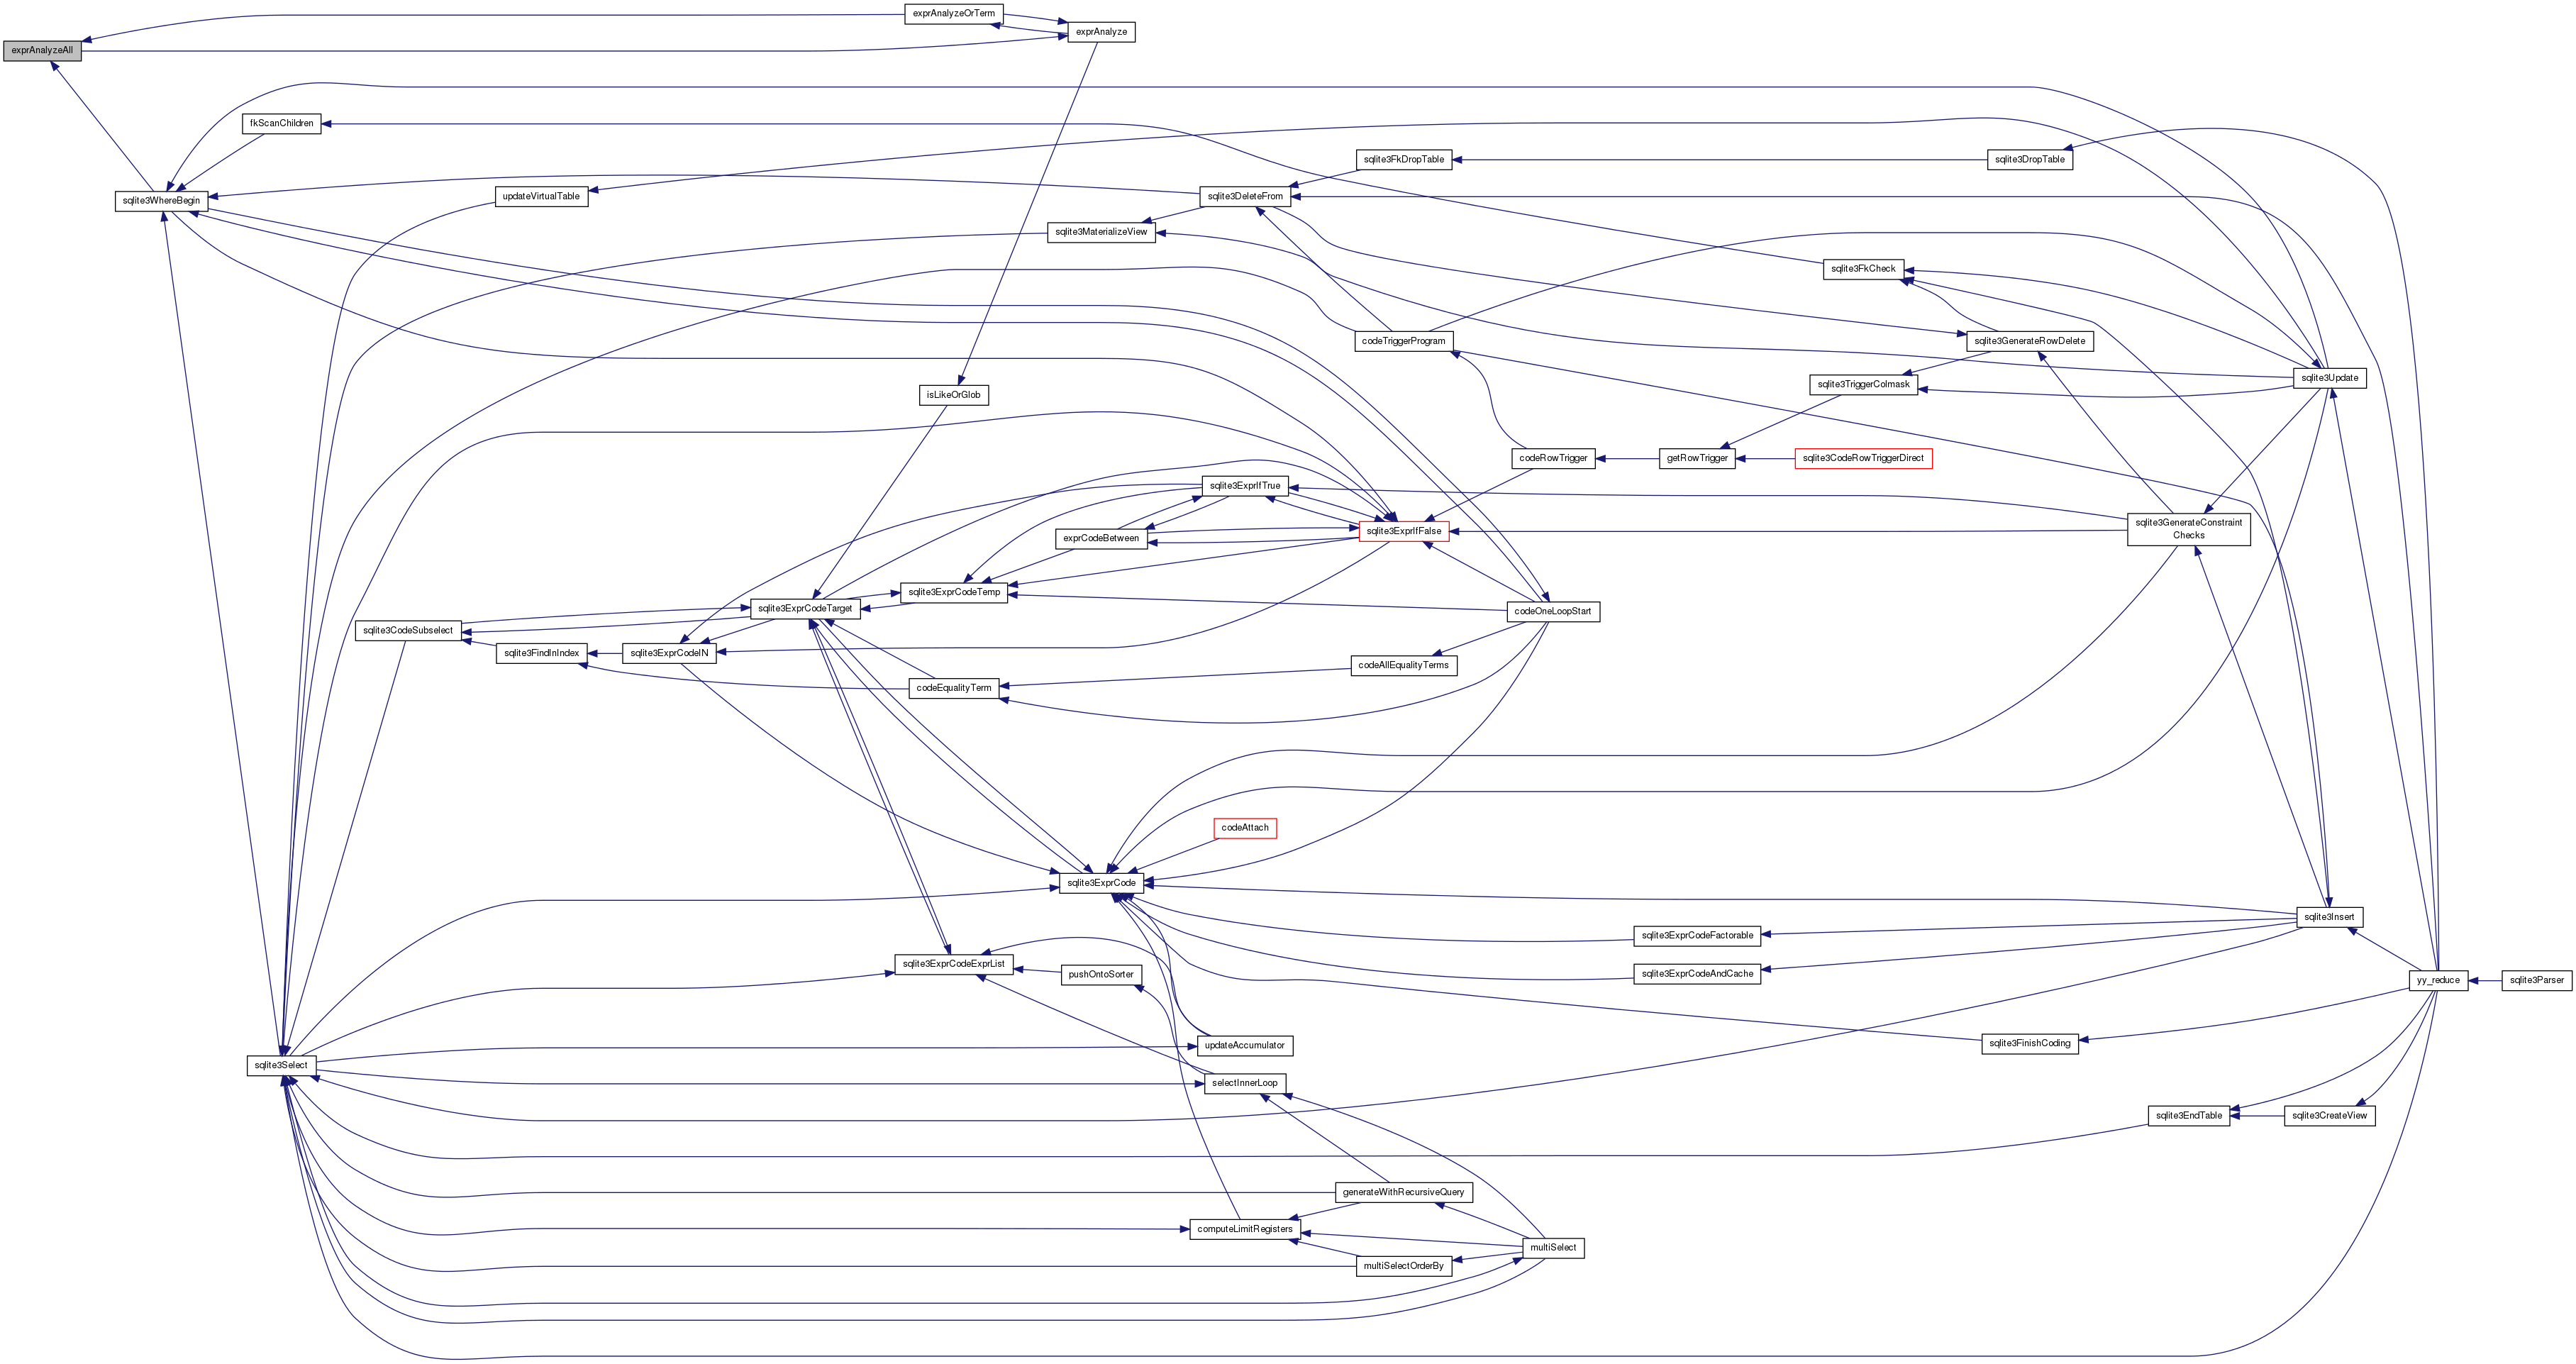 exprAnalyzeOrTerm
exprAnalyze
exprAnalyzeAll
fkScanChildren
sqlite3FkDropTable
sqlite3DropTable
sqlite3WhereBegin
updateVirtualTable
sqlite3DeleteFrom
sqlite3MaterializeView
sqlite3FkCheck
codeTriggerProgram
sqlite3GenerateRowDelete
sqlite3Update
sqlite3TriggerColmask
isLikeOrGlob
codeRowTrigger
getRowTrigger
sqlite3CodeRowTriggerDirect
sqlite3ExprIfTrue
sqlite3GenerateConstraint
Checks
sqlite3ExprIfFalse
exprCodeBetween
sqlite3ExprCodeTemp
sqlite3ExprCodeTarget
codeOneLoopStart
sqlite3CodeSubselect
sqlite3FindInIndex
sqlite3ExprCodeIN
codeAllEqualityTerms
codeEqualityTerm
codeAttach
sqlite3ExprCode
sqlite3Insert
sqlite3ExprCodeFactorable
sqlite3ExprCodeExprList
pushOntoSorter
sqlite3ExprCodeAndCache
yy_reduce
sqlite3Parser
updateAccumulator
sqlite3FinishCoding
sqlite3Select
selectInnerLoop
sqlite3EndTable
sqlite3CreateView
generateWithRecursiveQuery
computeLimitRegisters
multiSelect
multiSelectOrderBy